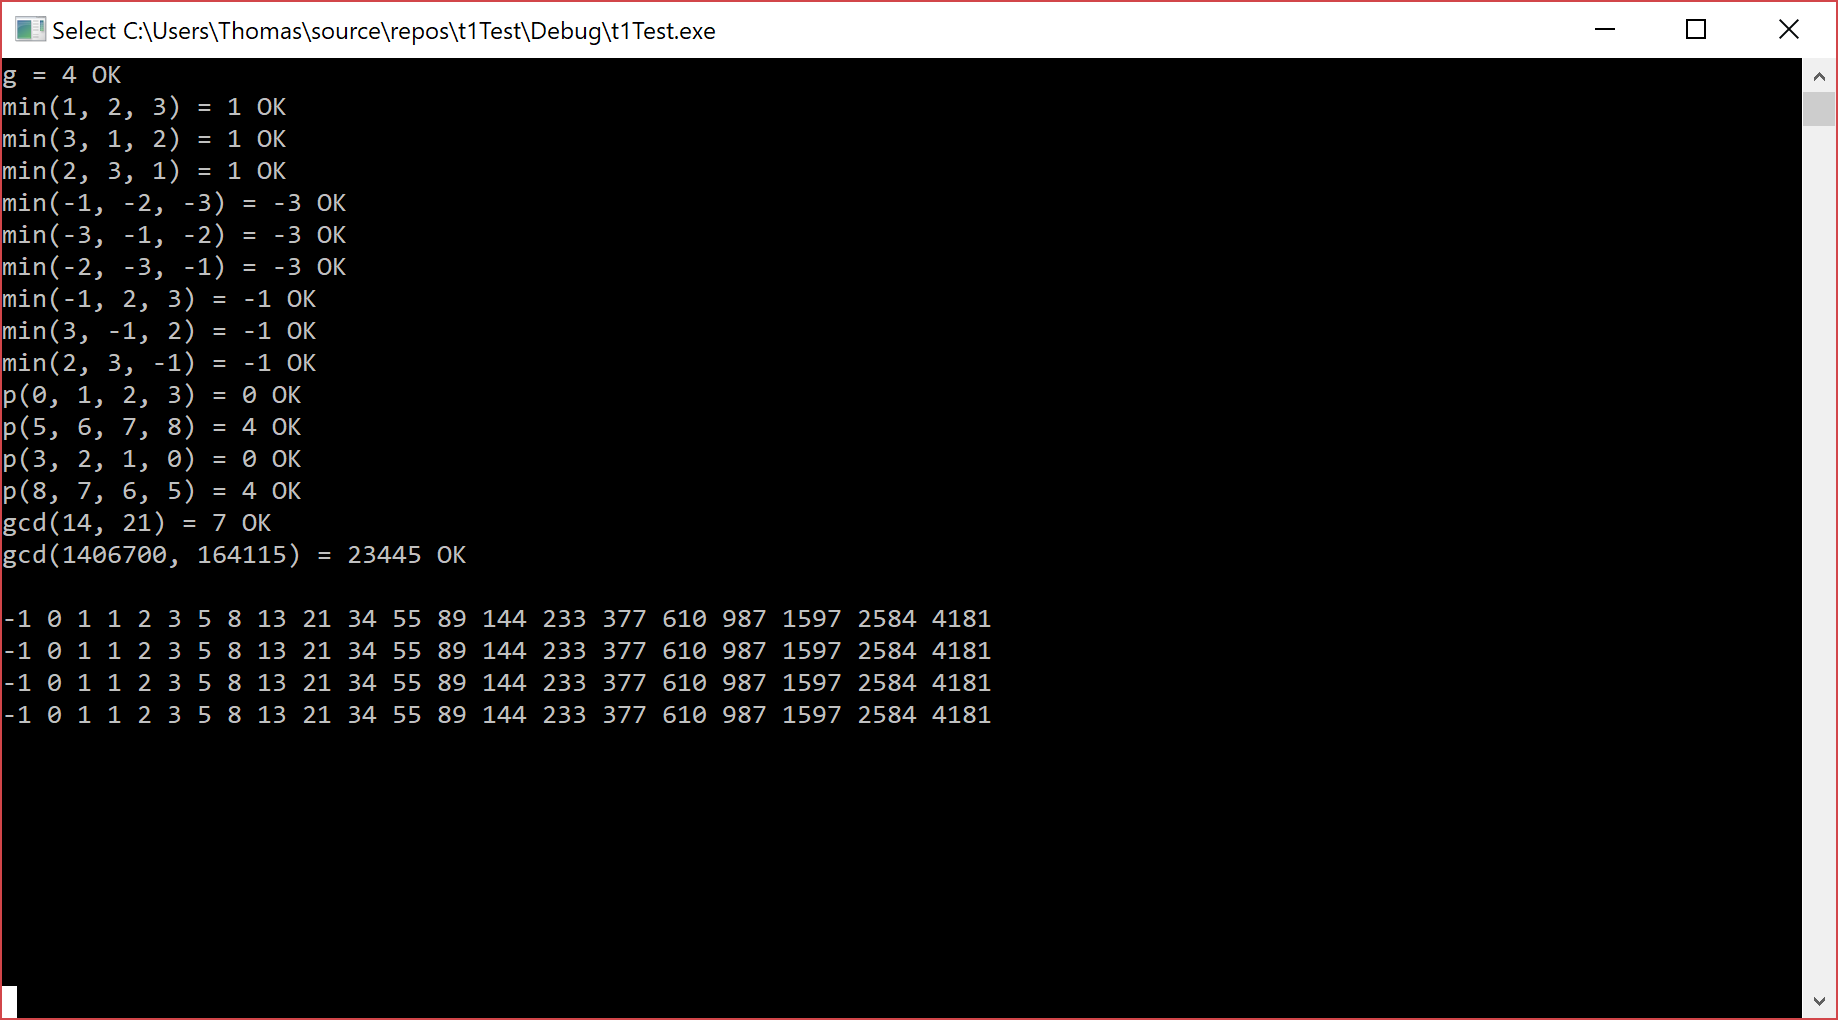 Select C:\Users\Thomas\source\repos\t1Test\Debug\t1Test.exe
g = 4 OK
min(1, 2, 3) = 1 OK
min(3, 1, 2) = 1 OK
min(2, 3, 1) = 1 OK
min(-1, -2, -3) = -3 OK
min(-3, -1, -2) = -3 OK
min(-2, -3, -1) = -3 OK
min(-1, 2, 3) = -1 OK
min(3, -1, 2) = -1 OK
min(2, 3, -1) = -1 OK
p(0, 1, 2, 3) = 0 OK
p(5, 6, 7, 8) = 4 OK
p(3, 2, 1, 0) = 0 OK
p(8, 7, 6, 5) = 4 OK
gcd(14, 21) = 7 OK
gcd(1406700, 164115) = 23445 OK
-1 0 1 1 2 3 5 8 13 21 34 55 89 144 233 377 610 987 1597 2584 4181
-1 0 1 1 2 3 5 8 13 21 34 55 89 144 233 377 610 987 1597 2584 4181
-1 0 1 1 2 3 5 8 13 21 34 55 89 144 233 377 610 987 1597 2584 4181
-1 0 1 1 2 3 5 8 13 21 34 55 89 144 233 377 610 987 1597 2584 4181